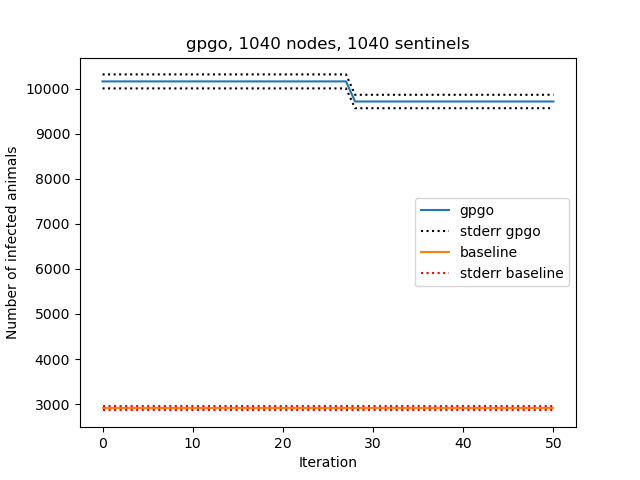 gpgo, 1040 nodes, 1040 sentinels
Number of infected animals
10000
9000
8000
7000
6000
5000
4000
3000
gpgo
stderr gpgo
baseline
stderr baseline
0 10 20 30 40 50
Iteration